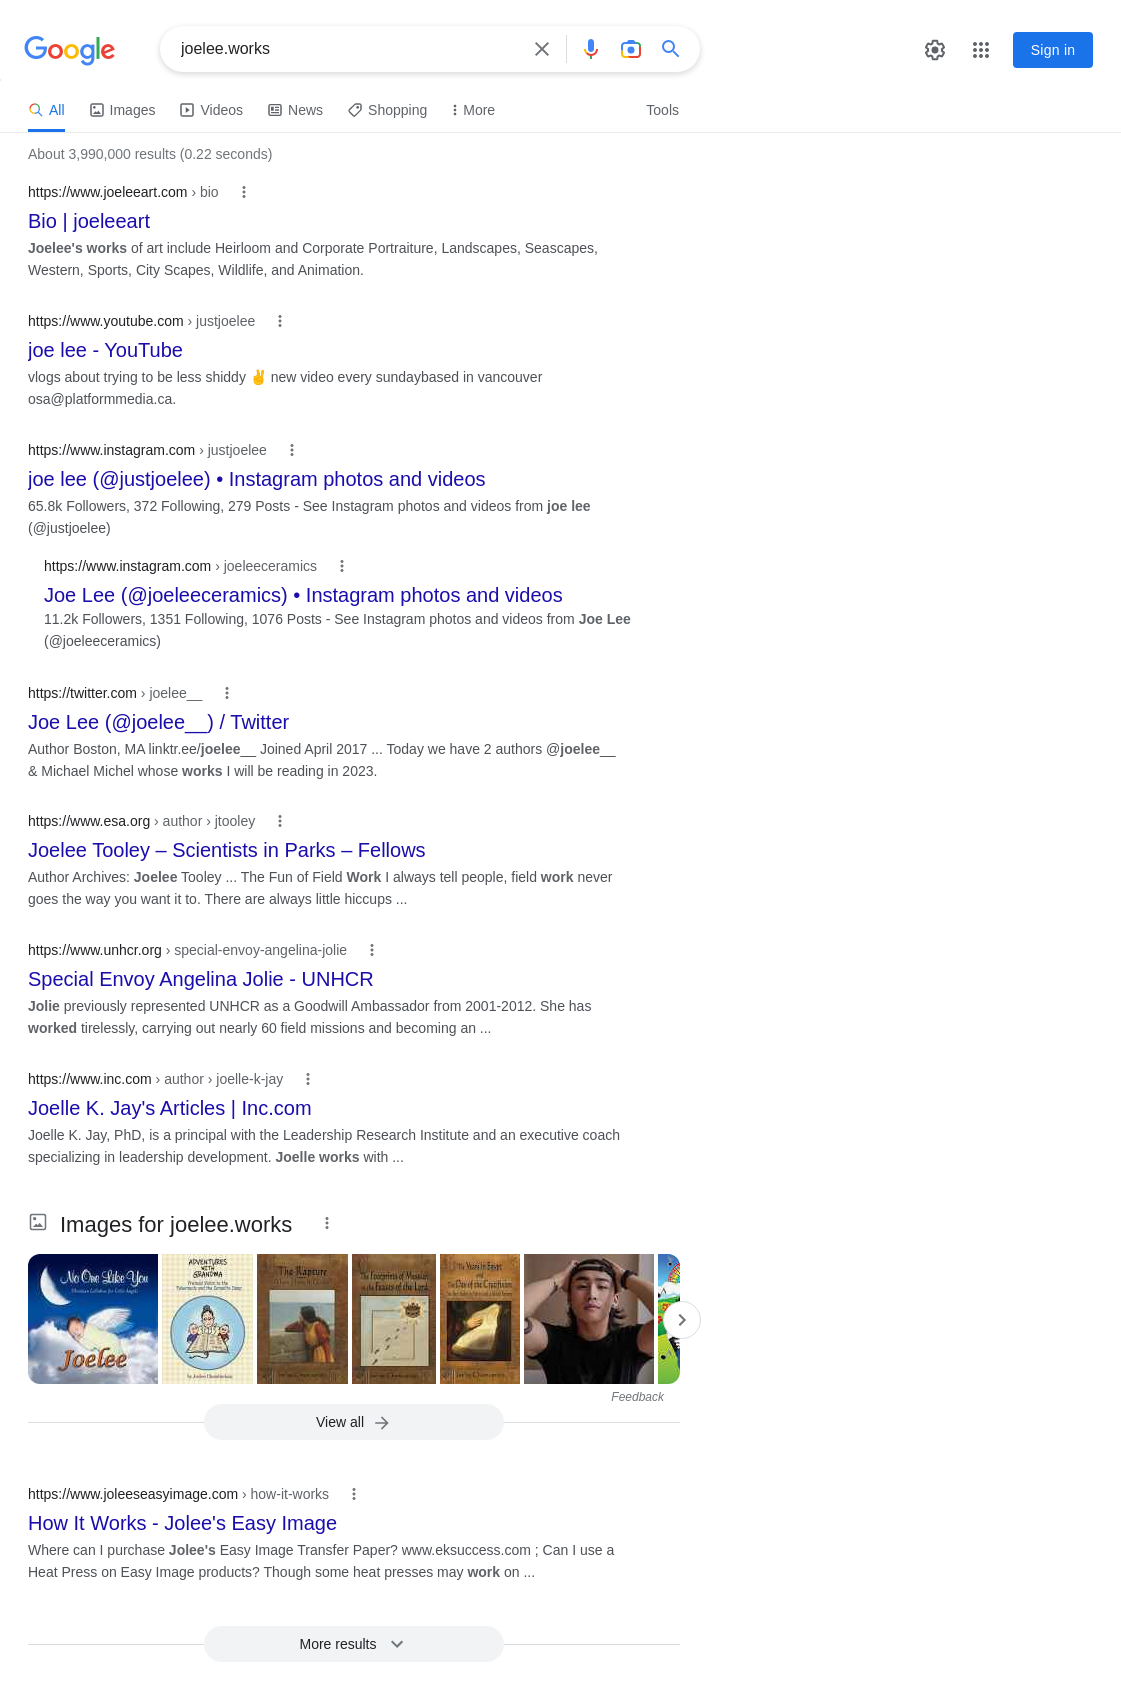 Google
joelee.works
Sign in
All
Images
Videos
News
Shopping
More
Tools
About 3,990,000 results (0.22 seconds)
https://www.joeleeart.com › bio
Bio | joeleeart
Joelee's works of art include Heirloom and Corporate Portraiture, Landscapes, Seascapes,
Western, Sports, City Scapes, Wildlife, and Animation.
https://www.youtube.com › justjoelee
joe lee - YouTube
vlogs about trying to be less shiddy ✌ new video every sundaybased in vancouver
osa@platformmedia.ca.
https://www.instagram.com › justjoelee
joe lee (@justjoelee) • Instagram photos and videos
65.8k Followers, 372 Following, 279 Posts - See Instagram photos and videos from joe lee
(@justjoelee)
https://www.instagram.com › joeleeceramics
Joe Lee (@joeleeceramics) • Instagram photos and videos
11.2k Followers, 1351 Following, 1076 Posts - See Instagram photos and videos from Joe Lee
(@joeleeceramics)
https://twitter.com › joelee__
Joe Lee (@joelee__) / Twitter
Author Boston, MA linktr.ee/joelee__ Joined April 2017 ... Today we have 2 authors @joelee__
& Michael Michel whose works I will be reading in 2023.
https://www.esa.org › author › jtooley
Joelee Tooley – Scientists in Parks – Fellows
Author Archives: Joelee Tooley ... The Fun of Field Work I always tell people, field work never
goes the way you want it to. There are always little hiccups ...
https://www.unhcr.org › special-envoy-angelina-jolie
Special Envoy Angelina Jolie - UNHCR
Jolie previously represented UNHCR as a Goodwill Ambassador from 2001-2012. She has
worked tirelessly, carrying out nearly 60 field missions and becoming an ...
https://www.inc.com › author › joelle-k-jay
Joelle K. Jay's Articles | Inc.com
Joelle K. Jay, PhD, is a principal with the Leadership Research Institute and an executive coach
specializing in leadership development. Joelle works with ...
Images for joelee.works
No One Like You
Joelee
ADVENTURES
WITH
GRANDMA
The Rapture
The Footprints of Messiah
Feedback
View all
https://www.joleeseasyimage.com › how-it-works
How It Works - Jolee's Easy Image
Where can I purchase Jolee's Easy Image Transfer Paper? www.eksuccess.com ; Can I use a
Heat Press on Easy Image products? Though some heat presses may work on ...
More results